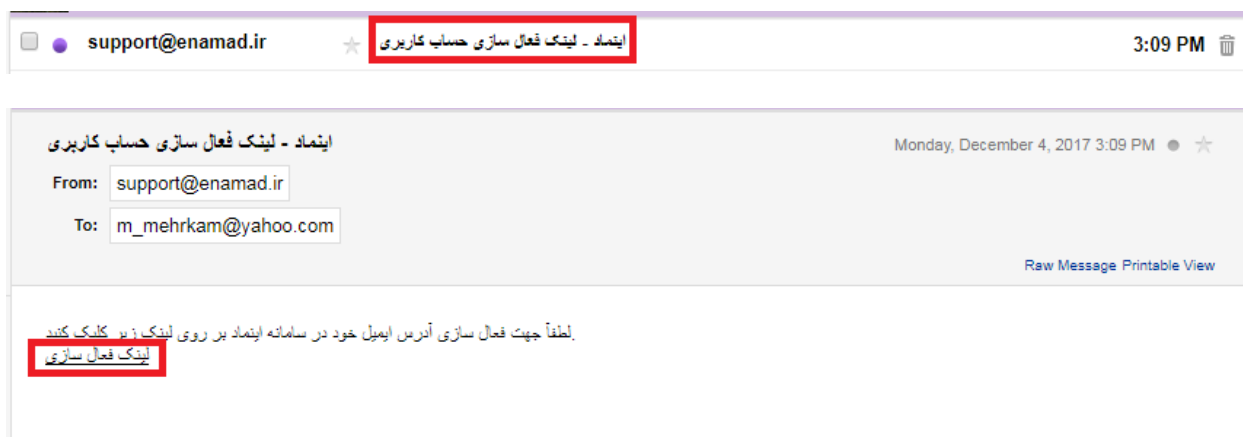 support@enamad.ir اینماد - لینک فعال سازی حساب کاربری 3:09 PM
اینماد - لینک فعال سازی حساب کاربری Monday, December 4, 2017 3:09 PM
From: support@enamad.ir
To: m_mehrkam@yahoo.com
Raw Message Printable View
لطفاً جهت فعال سازی آدرس ایمیل خود در سامانه اینماد بر روی لینک زیر کلیک کنید.
لینک فعال سازی